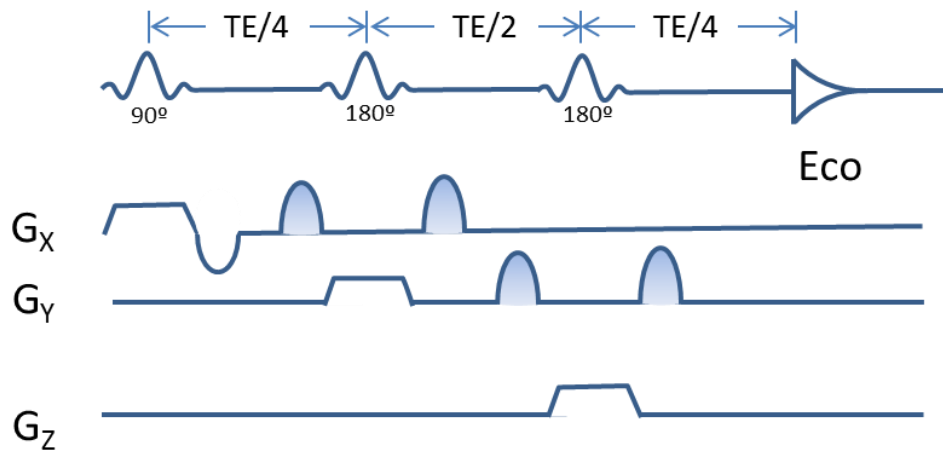 TE/4 TE/2 TE/4
90º 180º 180º
Eco
GX
GY
GZ